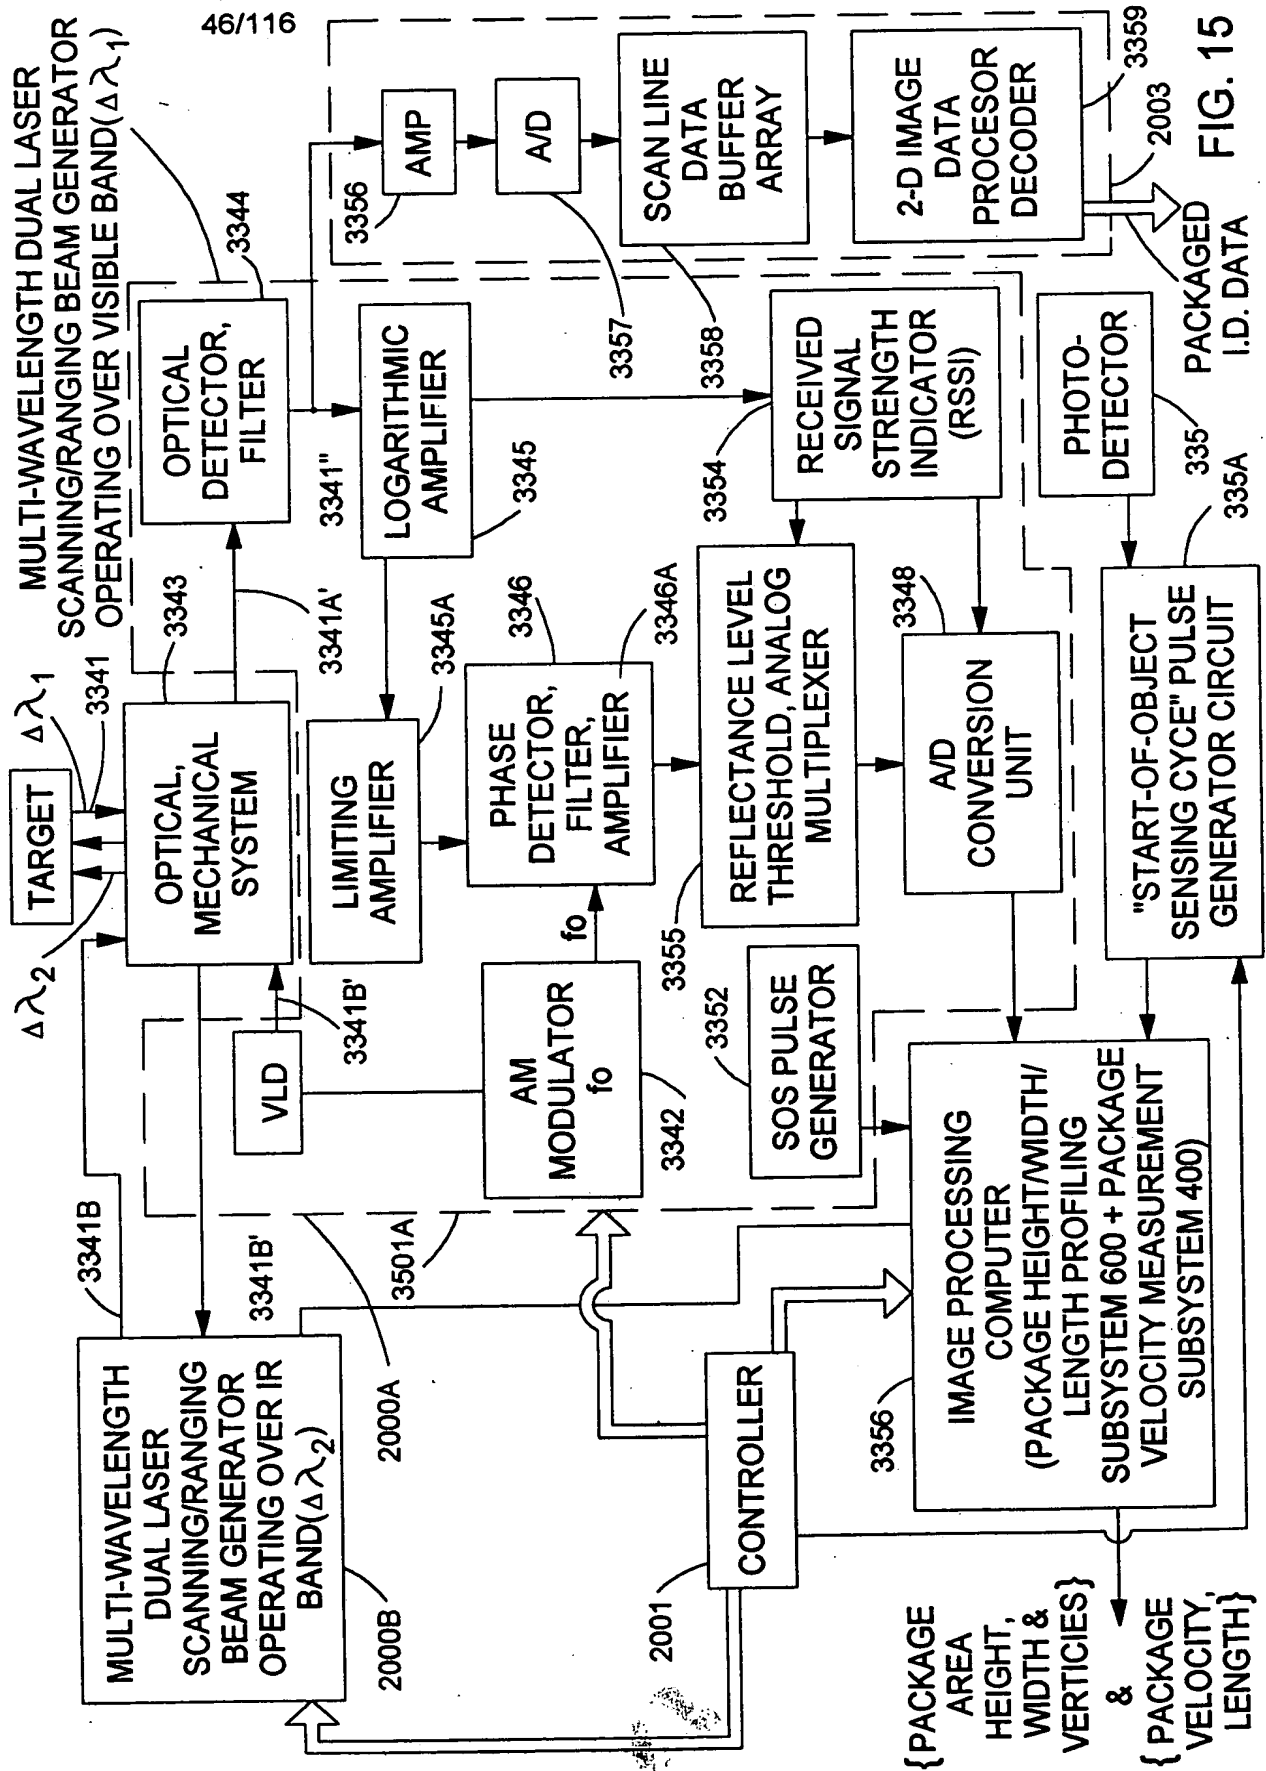 46/116
MULTI-WAVELENGTH DUAL LASER
SCANNING/RANGING BEAM GENERATOR
OPERATING OVER VISIBLE BAND(Δλ1)
TARGET
Δλ1
3341
Δλ2
3343
OPTICAL,
MECHANICAL
SYSTEM
3341A'
3344
OPTICAL
DETECTOR,
FILTER
3341"
3341B
3341B'
MULTI-WAVELENGTH
DUAL LASER
SCANNING/RANGING
BEAM GENERATOR
OPERATING OVER IR
BAND(Δλ2)
2000B
2000A
3501A
VLD
3341B'
LIMITING
AMPLIFIER
3345A
LOGARITHMIC
AMPLIFIER
3345
3356
AMP
A/D
3357
SCAN LINE
DATA
BUFFER
ARRAY
3358
2-D IMAGE
DATA
PROCESOR
DECODER
3359
2003
PACKAGED
I.D. DATA
AM
MODULATOR
fo
3342
fo
PHASE
DETECTOR,
FILTER,
AMPLIFIER
3346
3346A
3354
RECEIVED
SIGNAL
STRENGTH
INDICATOR
(RSSI)
3355
REFLECTANCE LEVEL
THRESHOLD, ANALOG
MULTIPLEXER
3352
SOS PULSE
GENERATOR
A/D
CONVERSION
UNIT
3348
PHOTO-
DETECTOR
335
335A
"START-OF-OBJECT
SENSING CYCE" PULSE
GENERATOR CIRCUIT
CONTROLLER
2001
3356
IMAGE PROCESSING
COMPUTER
(PACKAGE HEIGHT/WIDTH/
LENGTH PROFILING
SUBSYSTEM 600 + PACKAGE
VELOCITY MEASUREMENT
SUBSYSTEM 400)
{PACKAGE
AREA
HEIGHT,
WIDTH &
VERTICIES}
&
{PACKAGE
VELOCITY,
LENGTH}
FIG. 15